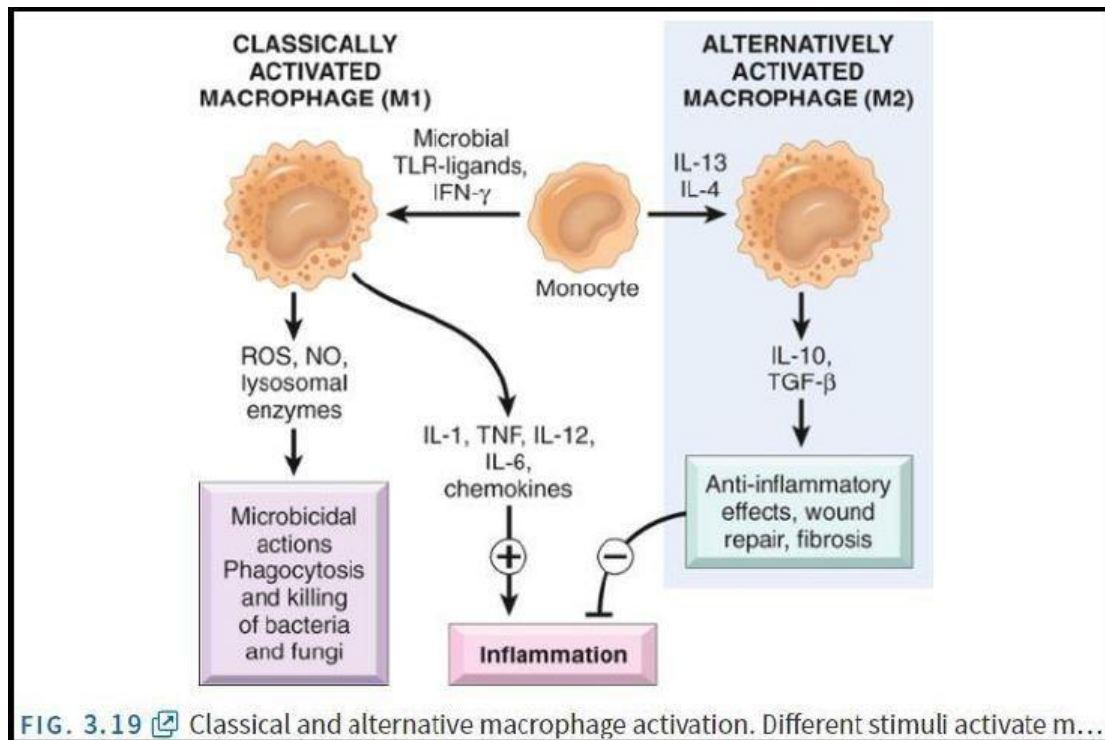 CLASSICALLY
ACTIVATED
MACROPHAGE (M1)
ALTERNATIVELY
ACTIVATED
MACROPHAGE (M2)
Microbial
TLR-ligands,
IFN-γ
IL-13
IL-4
Monocyte
ROS, NO,
lysosomal
enzymes
IL-1, TNF, IL-12,
IL-6,
chemokines
IL-10,
TGF-β
Microbicidal
actions
Phagocytosis
and killing
of bacteria
and fungi
Anti-inflammatory
effects, wound
repair, fibrosis
+
−
Inflammation
FIG. 3.19 Classical and alternative macrophage activation. Different stimuli activate m...